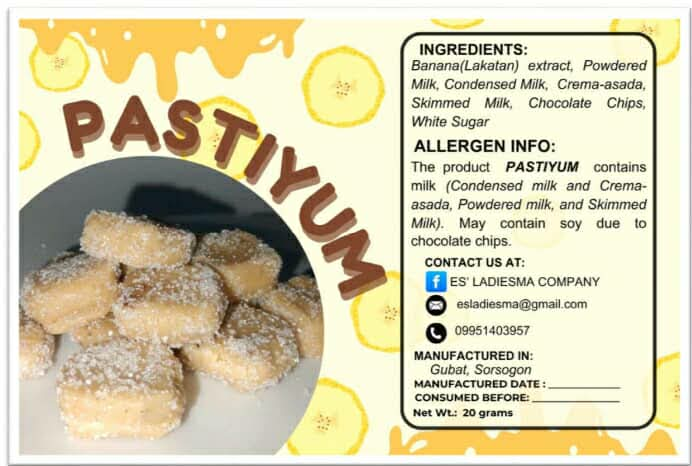 PASTIYUM
INGREDIENTS:
Banana(Lakatan) extract, Powdered
Milk, Condensed Milk, Crema-asada,
Skimmed Milk, Chocolate Chips,
White Sugar
ALLERGEN INFO:
The product PASTIYUM contains
milk (Condensed milk and Crema-
asada, Powdered milk, and Skimmed
Milk). May contain soy due to
chocolate chips.
CONTACT US AT:
f ES' LADIESMA COMPANY
esladiesma@gmail.com
09951403957
MANUFACTURED IN:
Gubat, Sorsogon
MANUFACTURED DATE : ______________
CONSUMED BEFORE: ______________
Net Wt.: 20 grams